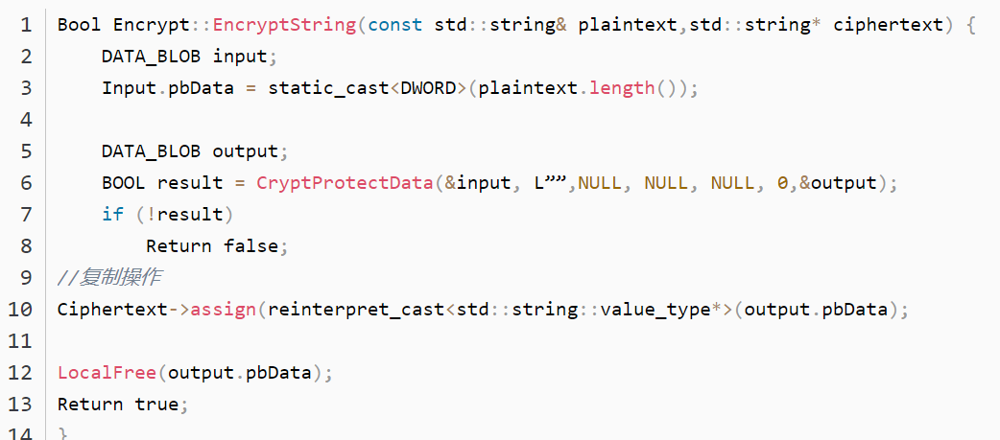 1 Bool Encrypt::EncryptString(const std::string& plaintext,std::string* ciphertext) {
2 DATA_BLOB input;
3 Input.pbData = static_cast<DWORD>(plaintext.length());
4
5 DATA_BLOB output;
6 BOOL result = CryptProtectData(&input, L””,NULL, NULL, NULL, 0,&output);
7 if (!result)
8 Return false;
9 //复制操作
10 Ciphertext->assign(reinterpret_cast<std::string::value_type*>(output.pbData);
11
12 LocalFree(output.pbData);
13 Return true;
14 }